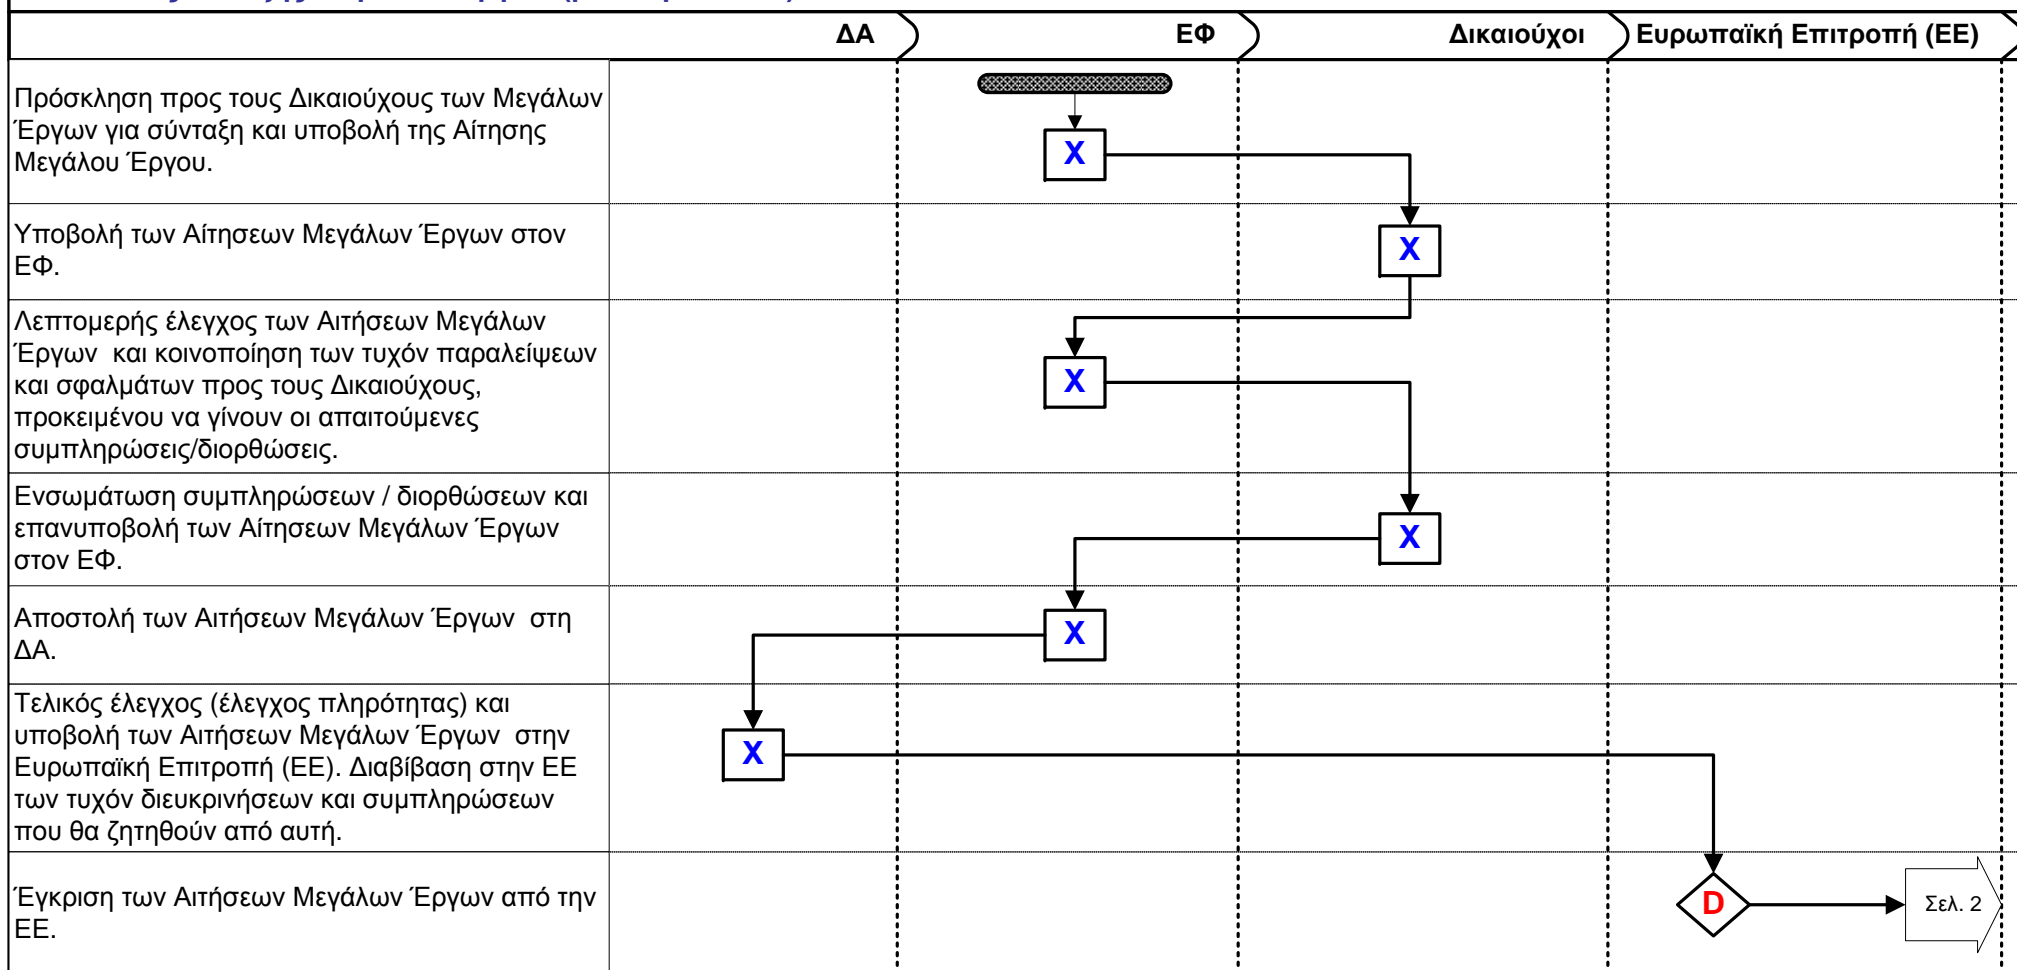 ΔΑ
ΕΦ
Δικαιούχοι
Ευρωπαϊκή Επιτροπή (ΕΕ)
Πρόσκληση προς τους Δικαιούχους των Μεγάλων
Έργων για σύνταξη και υποβολή της Αίτησης
Μεγάλου Έργου.
X
Υποβολή των Αίτησεων Μεγάλων Έργων στον
ΕΦ.
X
Λεπτομερής έλεγχος των Αιτήσεων Μεγάλων
Έργων και κοινοποίηση των τυχόν παραλείψεων
και σφαλμάτων προς τους Δικαιούχους,
προκειμένου να γίνουν οι απαιτούμενες
συμπληρώσεις/διορθώσεις.
X
Ενσωμάτωση συμπληρώσεων / διορθώσεων και
επανυποβολή των Αίτησεων Μεγάλων Έργων
στον ΕΦ.
X
Αποστολή των Αιτήσεων Μεγάλων Έργων στη
ΔΑ.
X
Τελικός έλεγχος (έλεγχος πληρότητας) και
υποβολή των Αιτήσεων Μεγάλων Έργων στην
Ευρωπαϊκή Επιτροπή (ΕΕ). Διαβίβαση στην ΕΕ
των τυχόν διευκρινήσεων και συμπληρώσεων
που θα ζητηθούν από αυτή.
X
Έγκριση των Αιτήσεων Μεγάλων Έργων από την
ΕΕ.
D
Σελ. 2